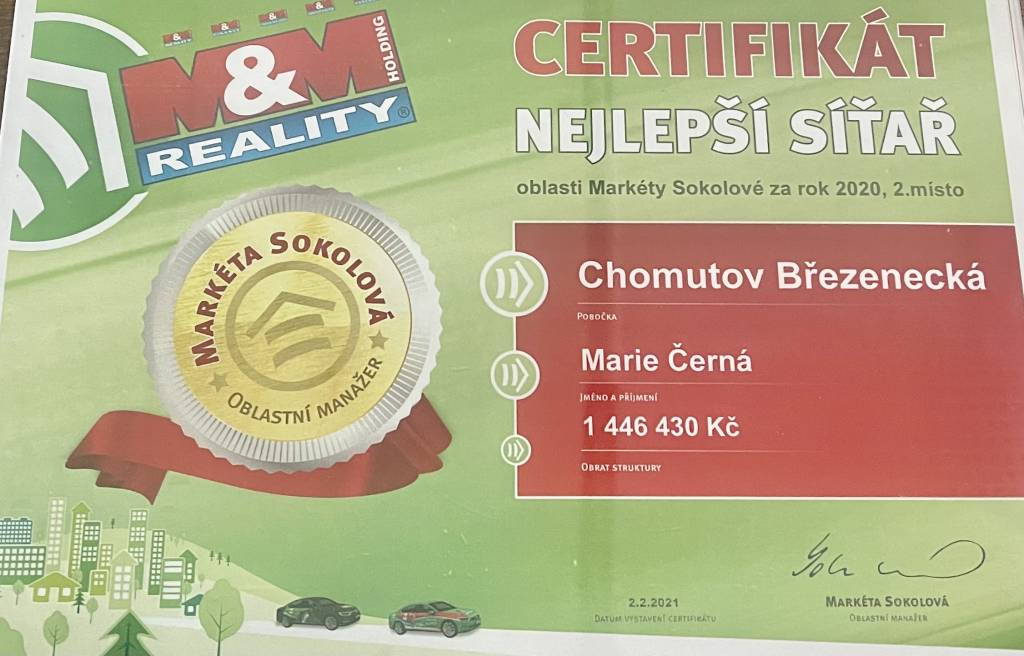 M&M
HOLDING
REALITY®
CERTIFIKÁT
NEJLEPŠÍ SÍŤAŘ
oblasti Markéty Sokolové za rok 2020, 2.místo
MARKÉTA SOKOLOVÁ
OBLASTNÍ MANAŽER
Chomutov Březenecká
POBOČKA
Marie Černá
JMÉNO A PŘÍJMENÍ
1 446 430 Kč
OBRAT STRUKTURY
2.2.2021
DATUM VYSTAVENÍ CERTIFIKÁTU
MARKÉTA SOKOLOVÁ
OBLASTNÍ MANAŽER